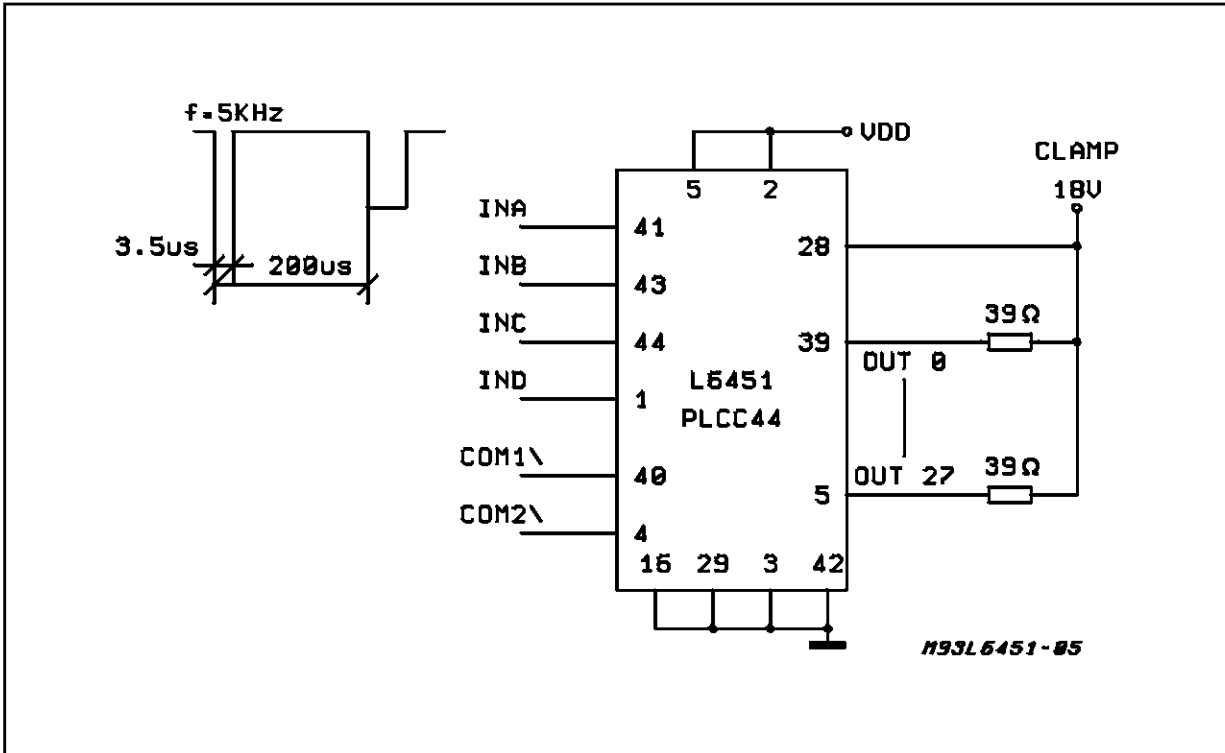 f=5KHz
3.5us
200us
INA
INB
INC
IND
COM1\
COM2\
41
43
44
1
40
4
5
2
VDD
CLAMP
18V
28
39
39Ω
OUT 0
L6451
PLCC44
OUT 27
39Ω
5
16
29
3
42
M93L6451-05